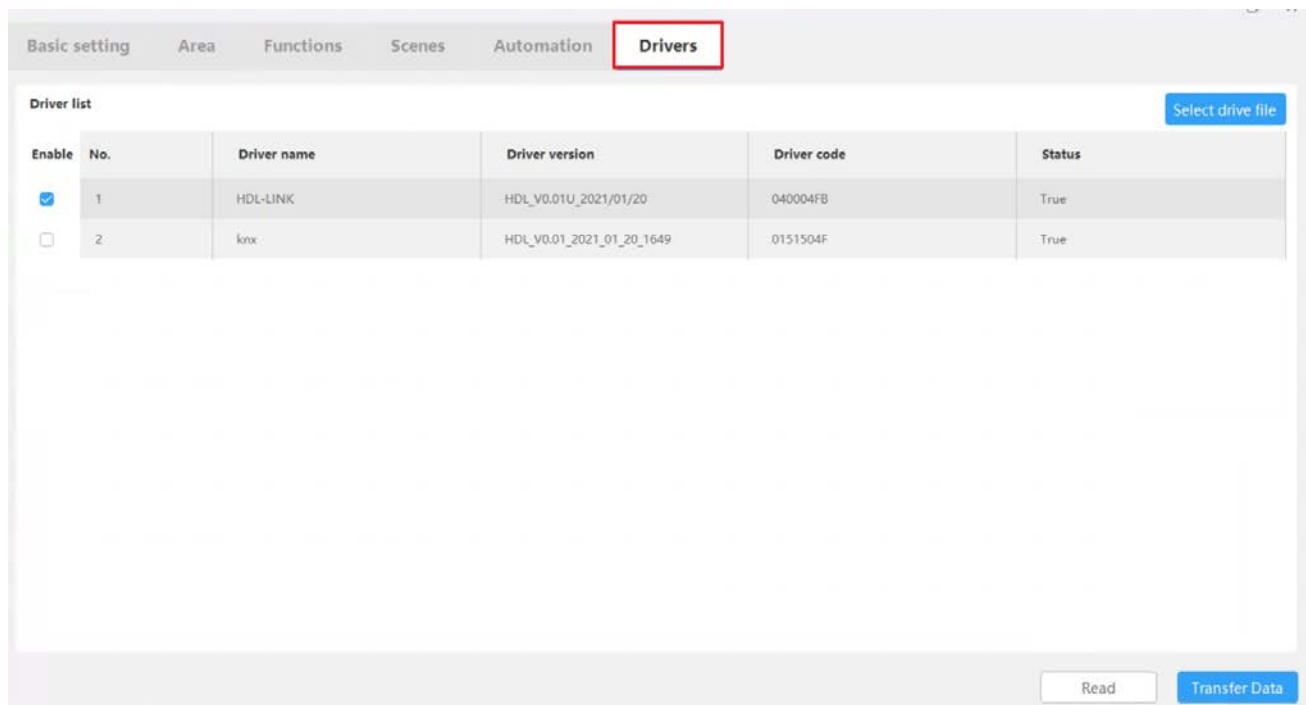 Basic setting Area Functions Scenes Automation Drivers
Driver list
Select drive file
Enable No. Driver name Driver version Driver code Status
1 HDL-LINK HDL_V0.01U_2021/01/20 040004FB True
2 knx HDL_V0.01_2021_01_20_1649 0151504F True
Read Transfer Data